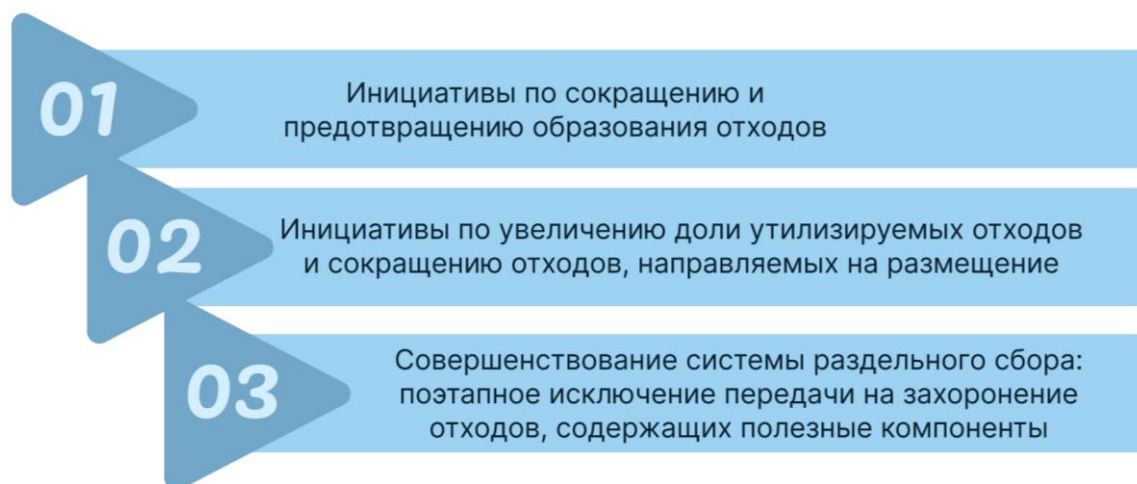 01
Инициативы по сокращению и
предотвращению образования отходов
02
Инициативы по увеличению доли утилизируемых отходов
и сокращению отходов, направляемых на размещение
03
Совершенствование системы раздельного сбора:
поэтапное исключение передачи на захоронение
отходов, содержащих полезные компоненты